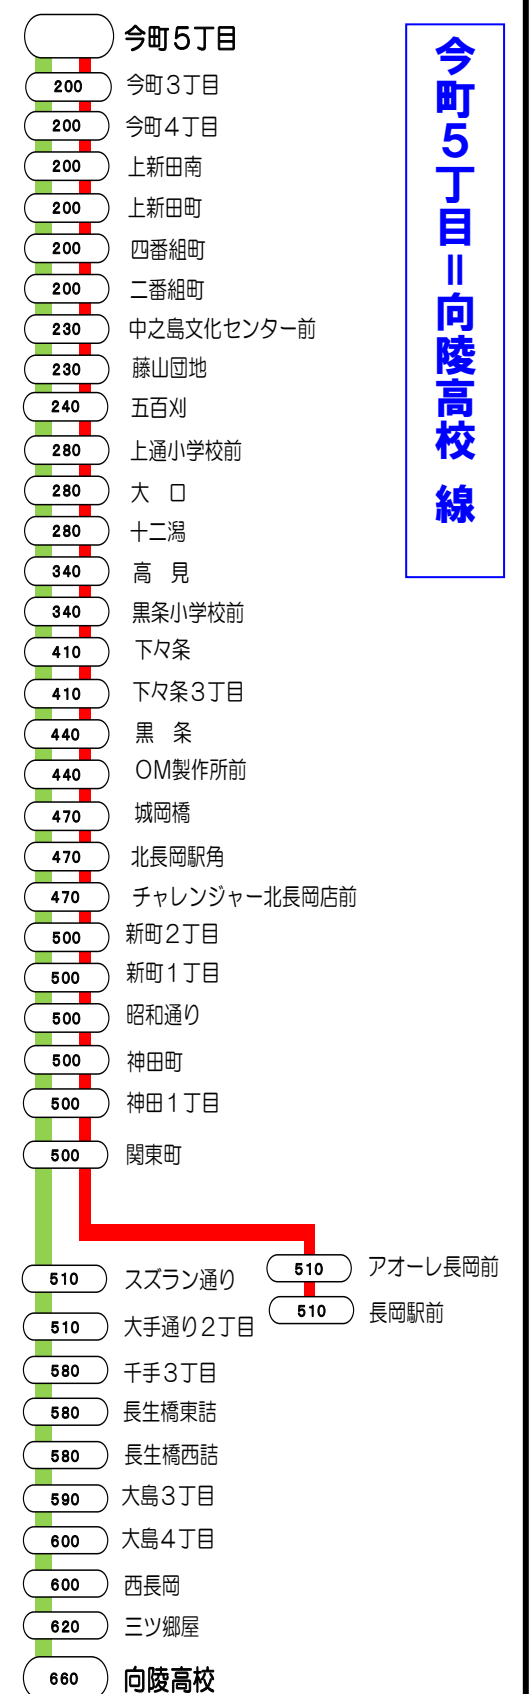 今町5丁目＝向陵高校 線
今町5丁目
200 今町3丁目
200 今町4丁目
200 上新田南
200 上新田町
200 四番組町
200 二番組町
230 中之島文化センター前
230 藤山団地
240 五百刈
280 上通小学校前
280 大　口
280 十二潟
340 高　見
340 黒条小学校前
410 下々条
410 下々条3丁目
440 黒　条
440 OM製作所前
470 城岡橋
470 北長岡駅角
470 チャレンジャー北長岡店前
500 新町2丁目
500 新町1丁目
500 昭和通り
500 神田町
500 神田1丁目
500 関東町
510 アオーレ長岡前
510 長岡駅前
510 スズラン通り
510 大手通り2丁目
580 千手3丁目
580 長生橋東詰
580 長生橋西詰
590 大島3丁目
600 大島4丁目
600 西長岡
620 三ツ郷屋
660 向陵高校